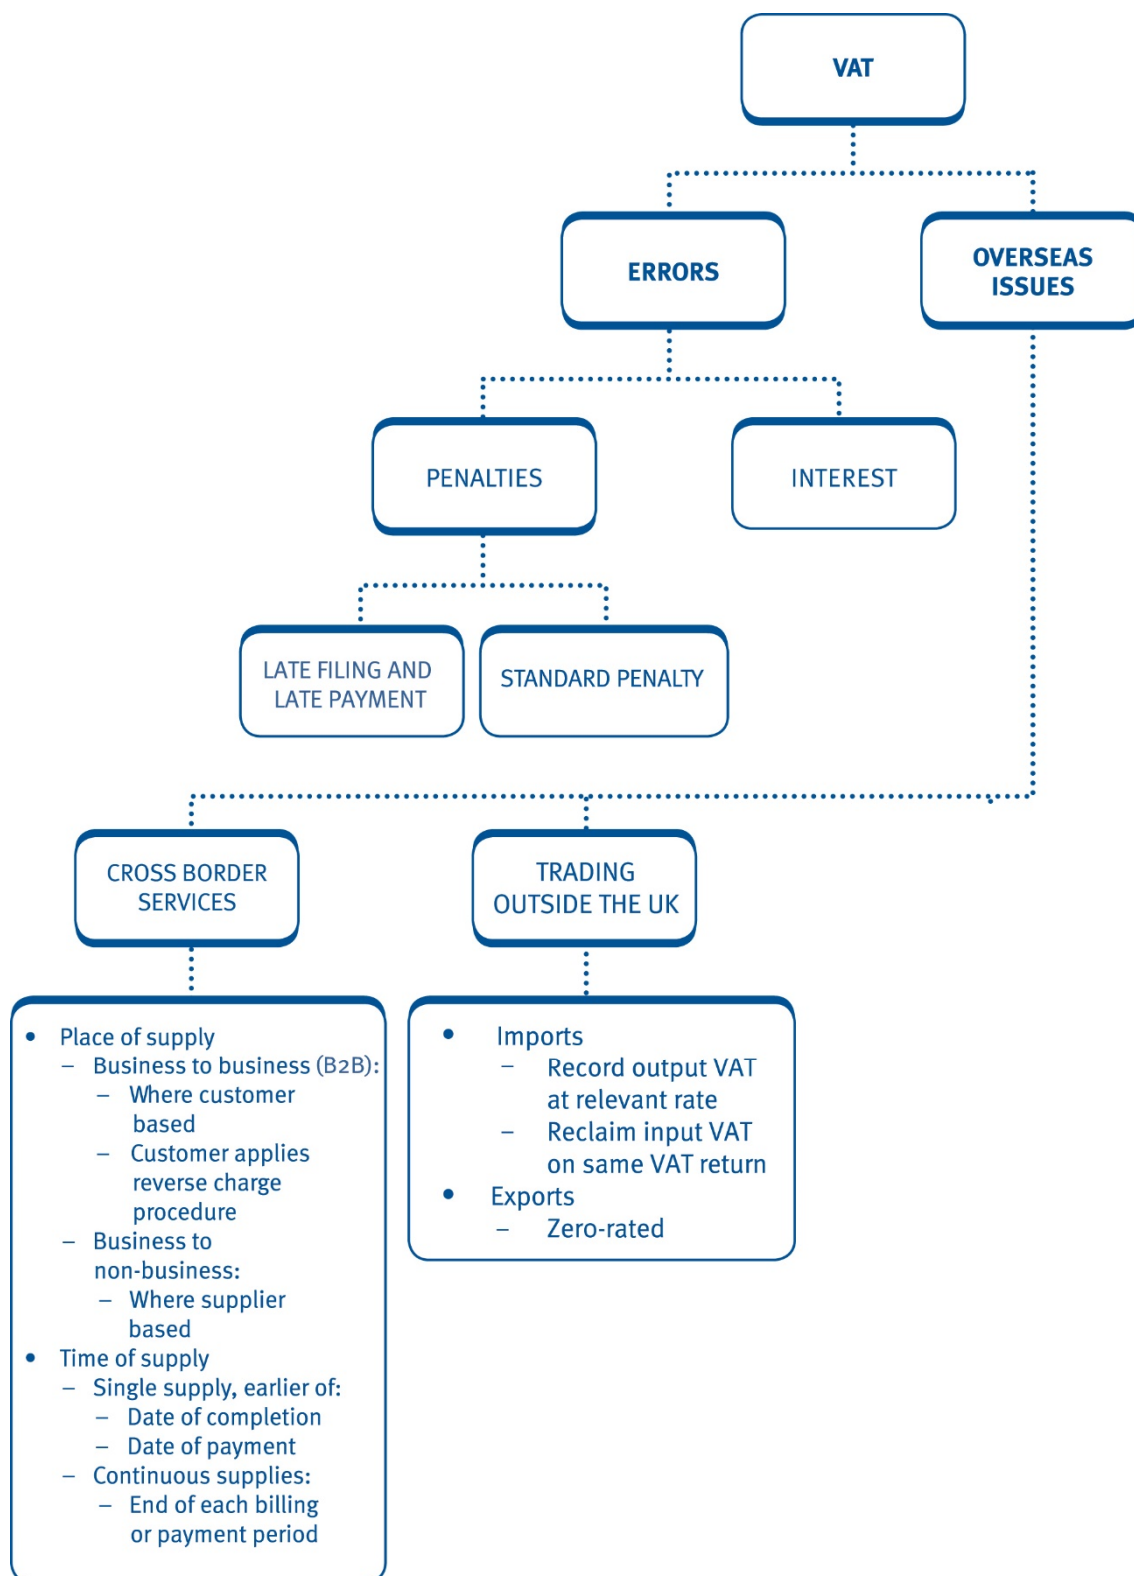 VAT
ERRORS
OVERSEAS
ISSUES
PENALTIES
INTEREST
LATE FILING AND
LATE PAYMENT
STANDARD PENALTY
CROSS BORDER
SERVICES
TRADING
OUTSIDE THE UK
• Place of supply
– Business to business (B2B):
– Where customer
based
– Customer applies
reverse charge
procedure
– Business to
non-business:
– Where supplier
based
• Time of supply
– Single supply, earlier of:
– Date of completion
– Date of payment
– Continuous supplies:
– End of each billing
or payment period
• Imports
– Record output VAT
at relevant rate
– Reclaim input VAT
on same VAT return
• Exports
– Zero-rated